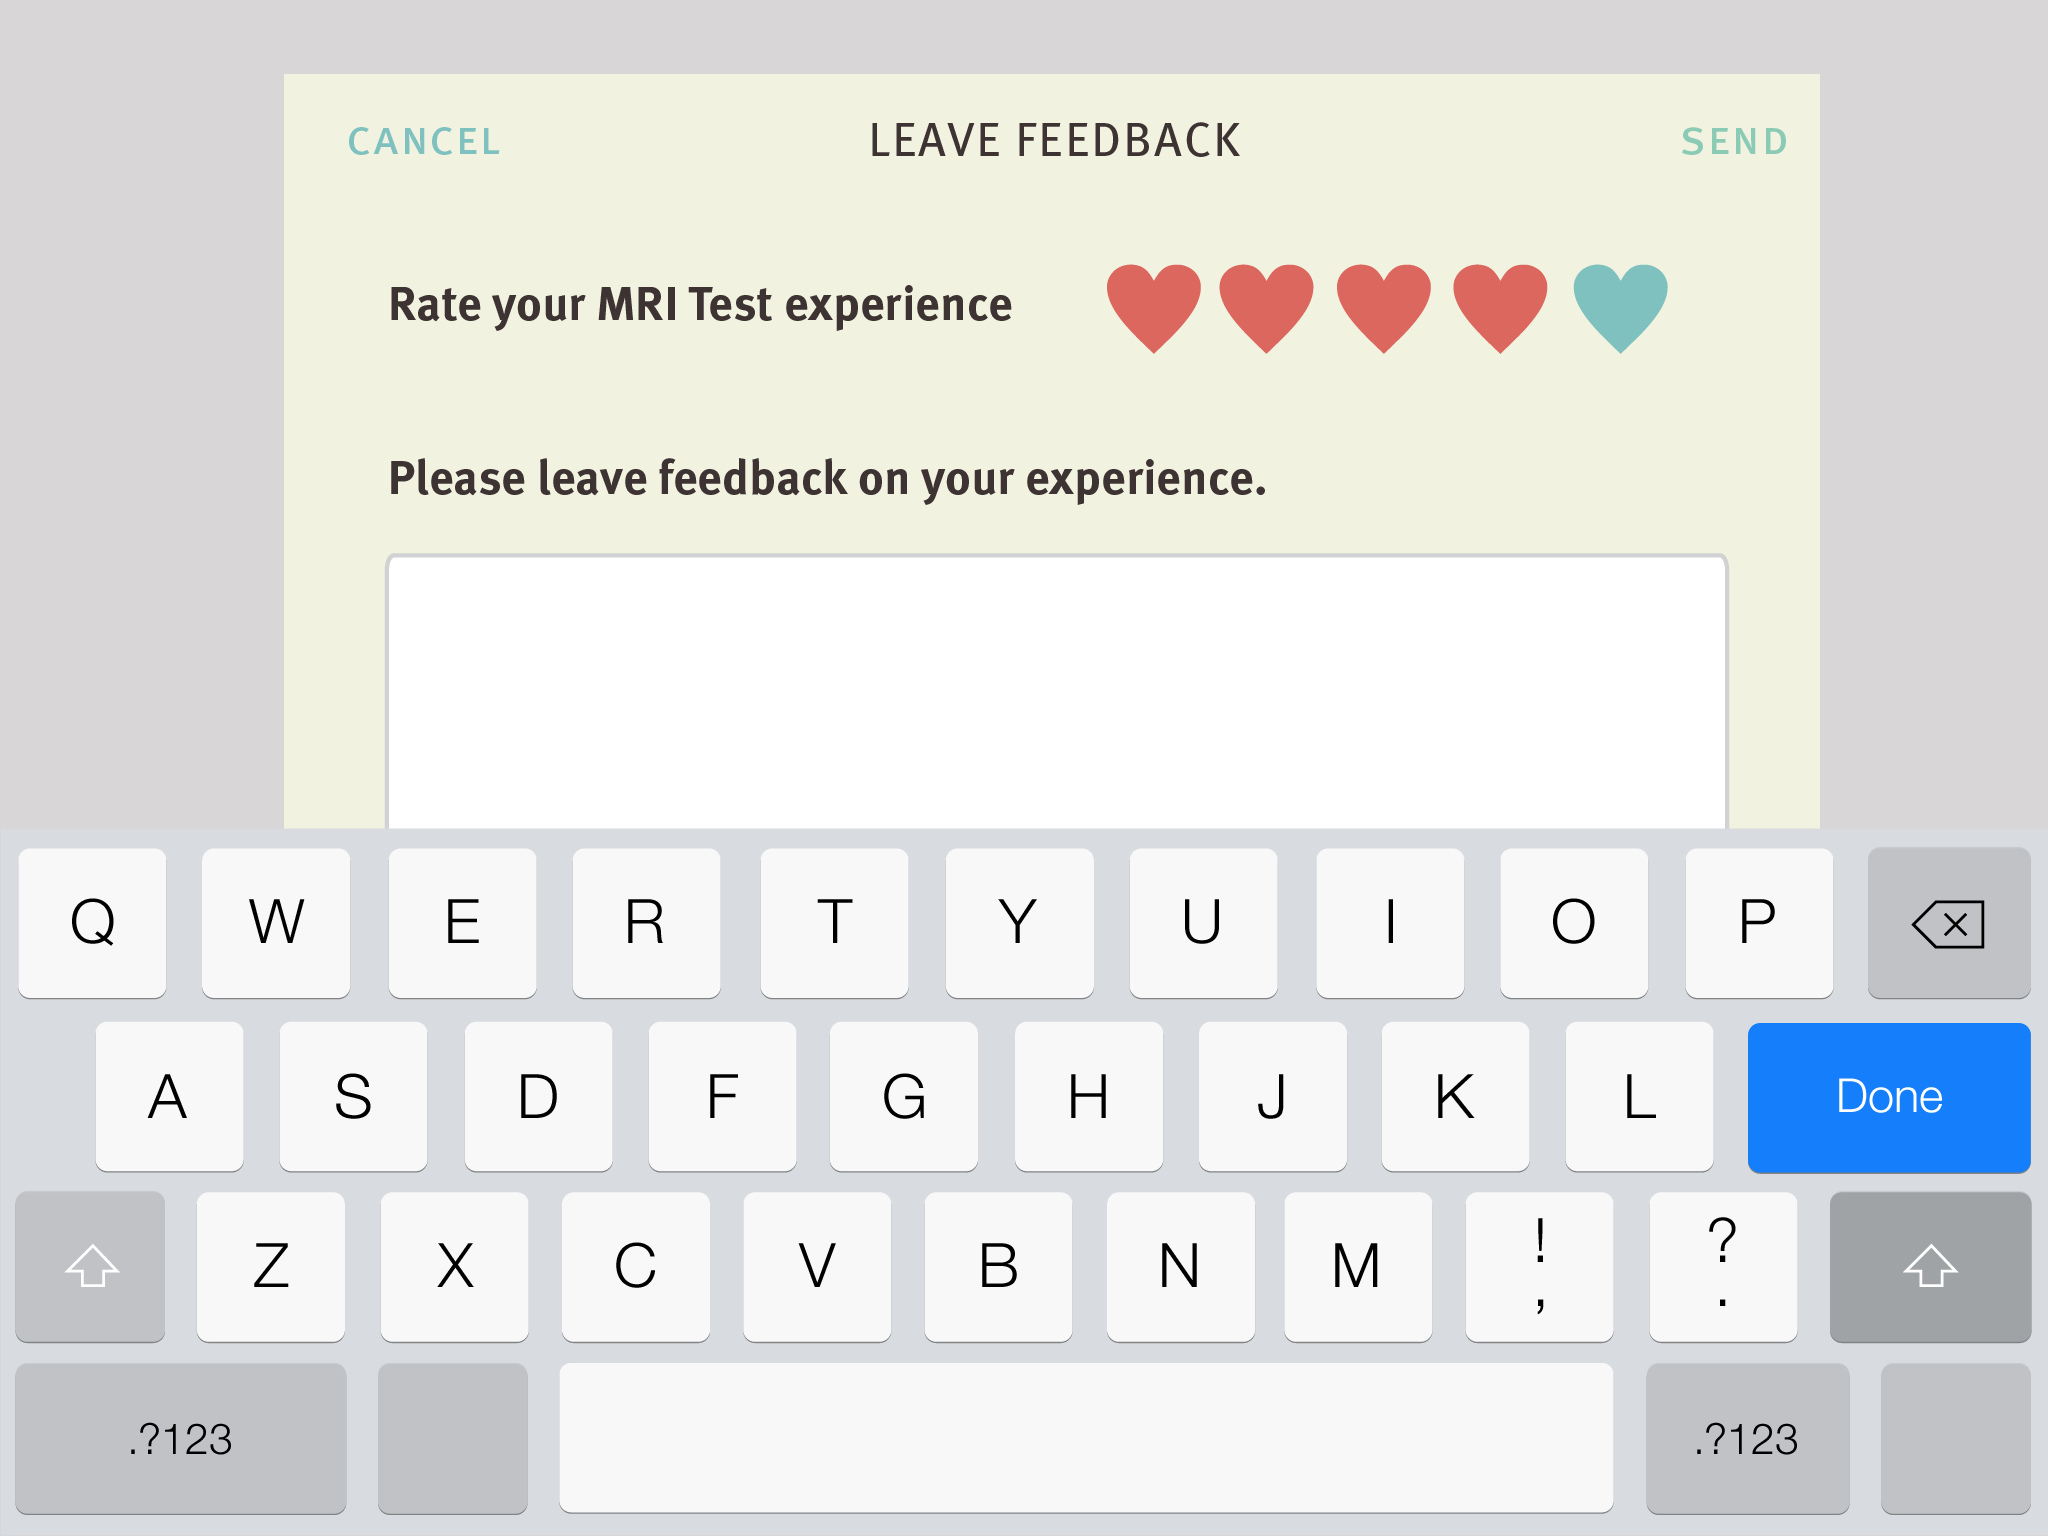 CANCEL LEAVE FEEDBACK SEND
Rate your MRI Test experience
Please leave feedback on your experience.
Q W E R T Y U I O P
A S D F G H J K L Done
Z X C V B N M ! ?
, .
.?123 .?123